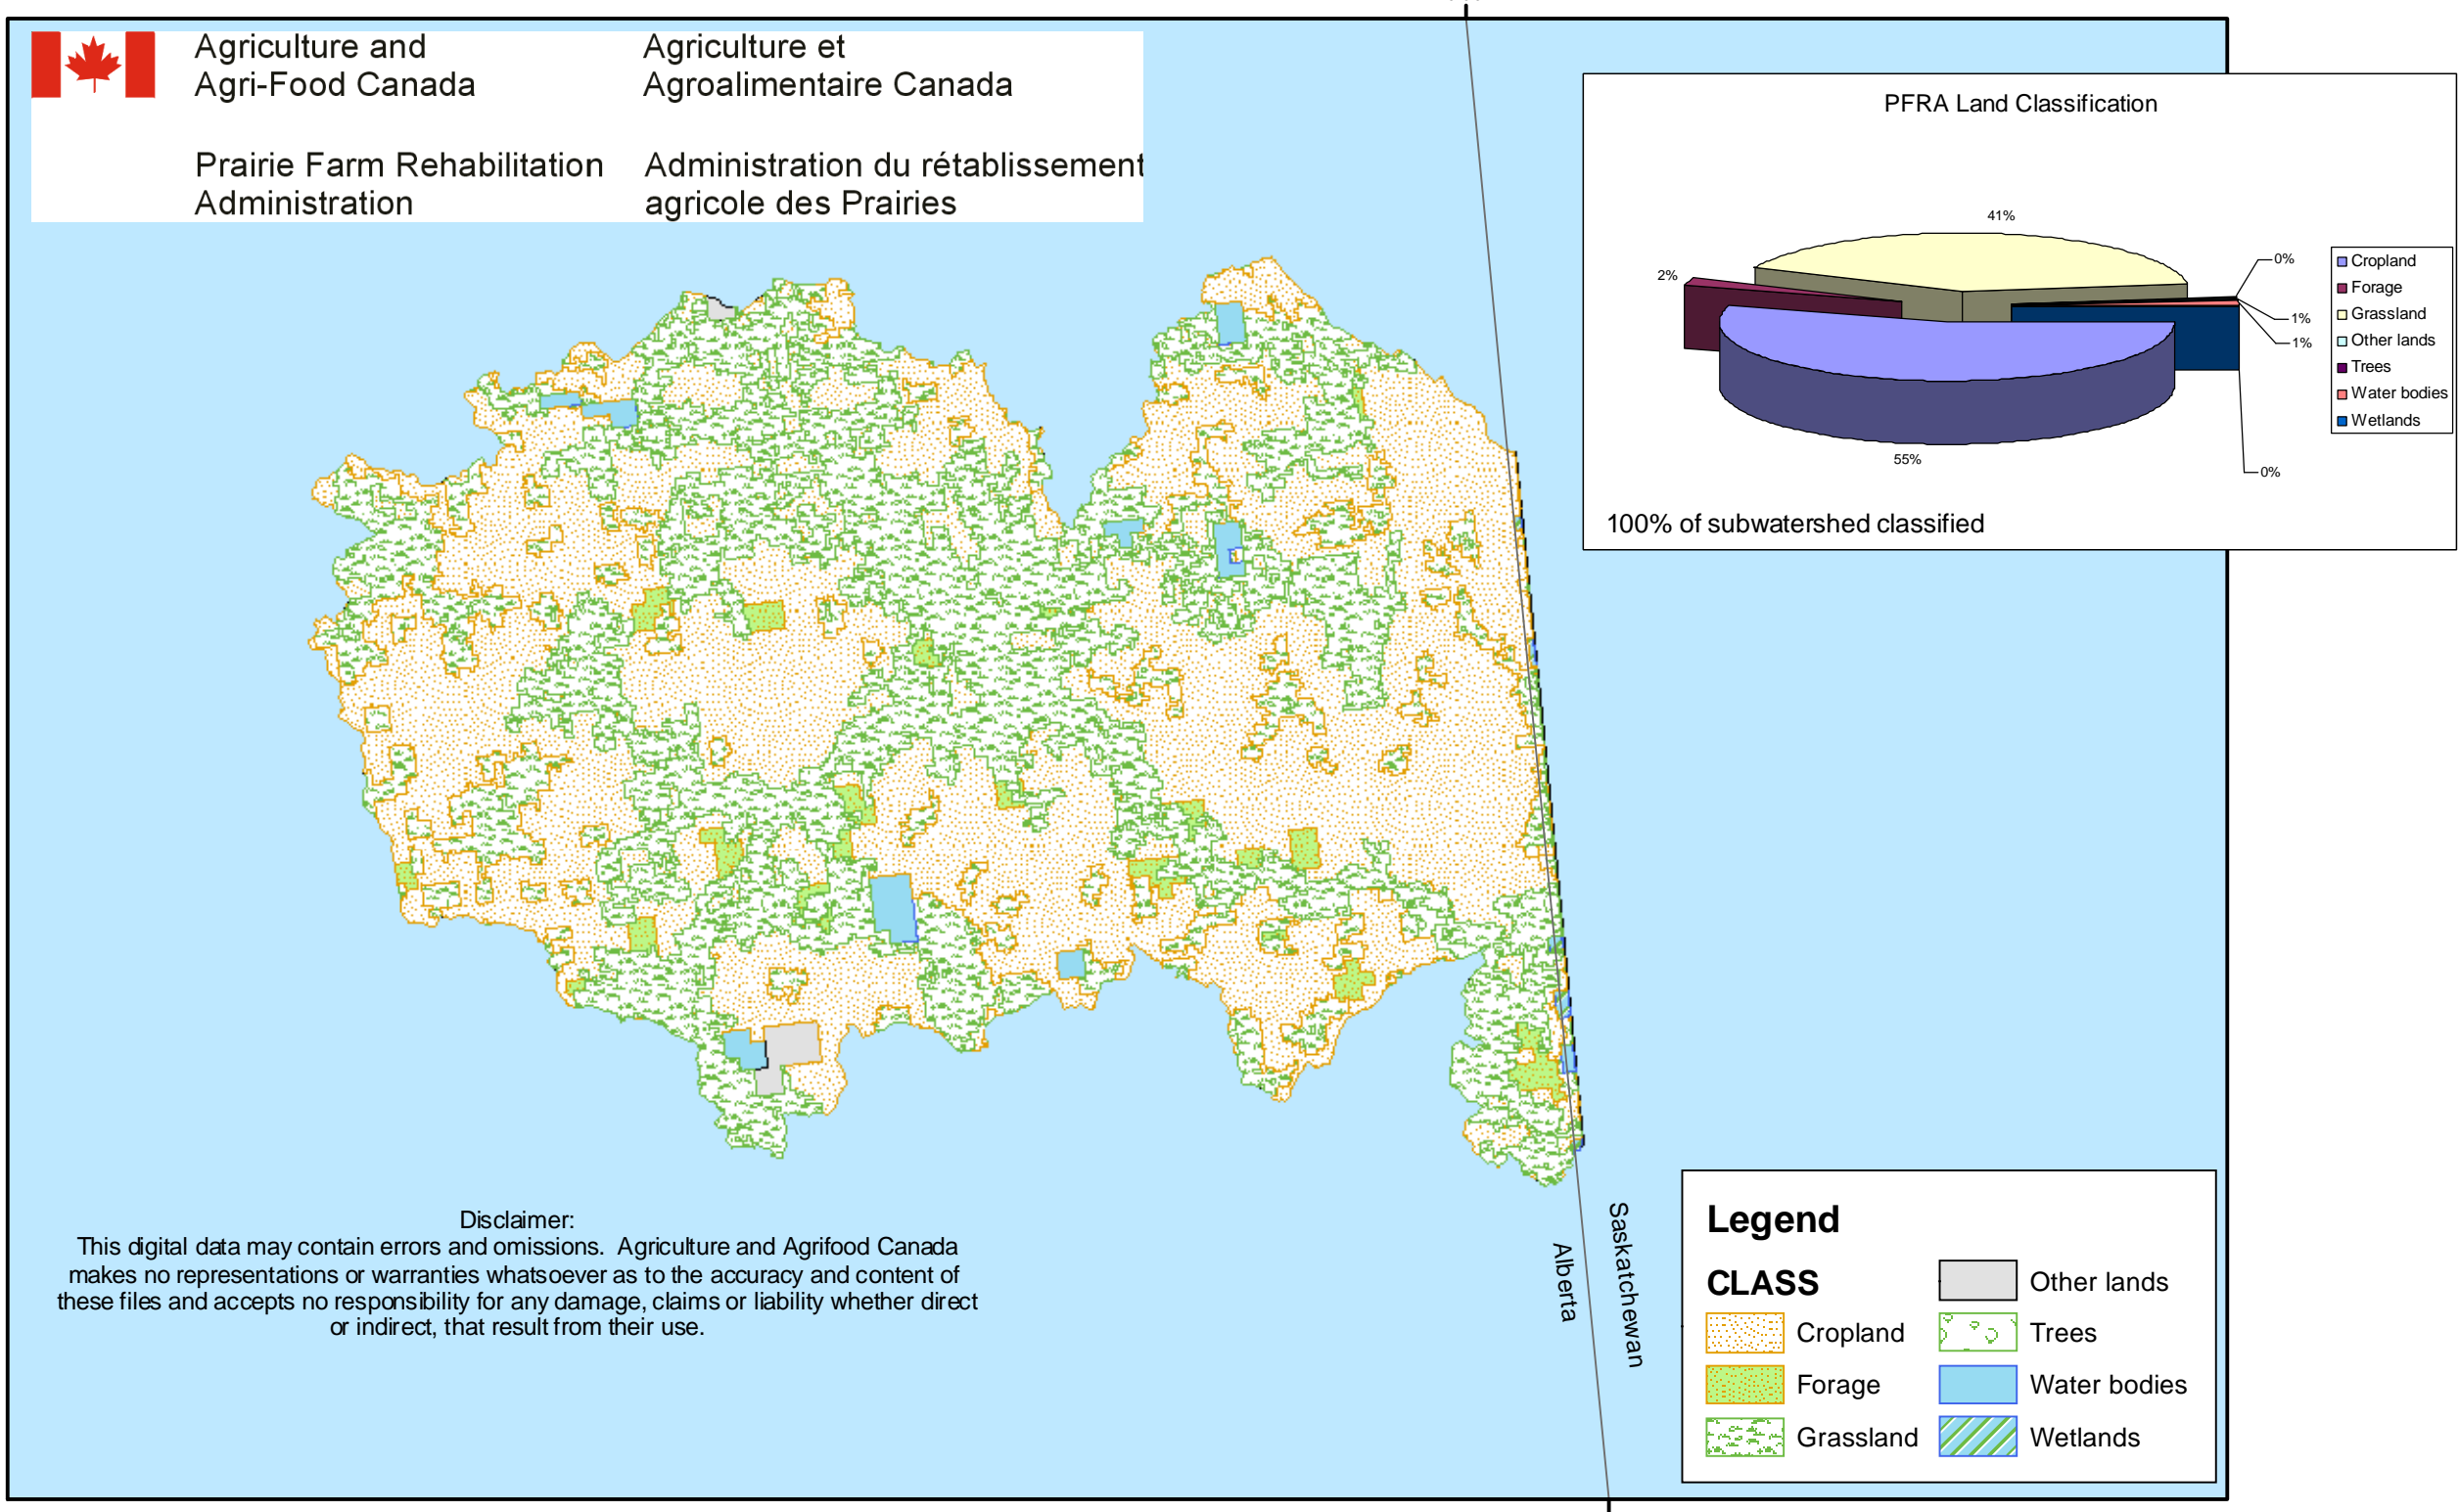 Agriculture and
Agri-Food Canada
Agriculture et
Agroalimentaire Canada
Prairie Farm Rehabilitation
Administration
Administration du rétablissement
agricole des Prairies
PFRA Land Classification
41%
2%
0%
1%
1%
0%
55%
Cropland
Forage
Grassland
Other lands
Trees
Water bodies
Wetlands
100% of subwatershed classified
Disclaimer:
This digital data may contain errors and omissions. Agriculture and Agrifood Canada
makes no representations or warranties whatsoever as to the accuracy and content of
these files and accepts no responsibility for any damage, claims or liability whether direct
or indirect, that result from their use.
Alberta
Saskatchewan
Legend
CLASS
Cropland
Forage
Grassland
Other lands
Trees
Water bodies
Wetlands